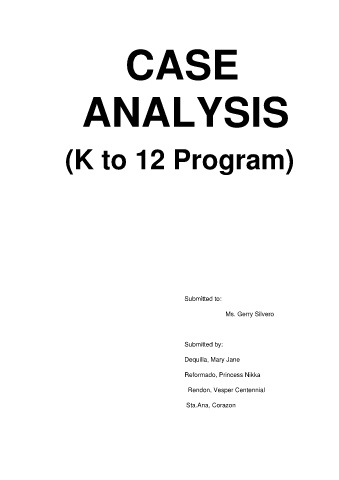 CASE
ANALYSIS
(K to 12 Program)
Submitted to:
Ms. Gerry Silvero
Submitted by:
Dequilla, Mary Jane
Reformado, Princess Nikka
Rendon, Vesper Centennial
Sta.Ana, Corazon